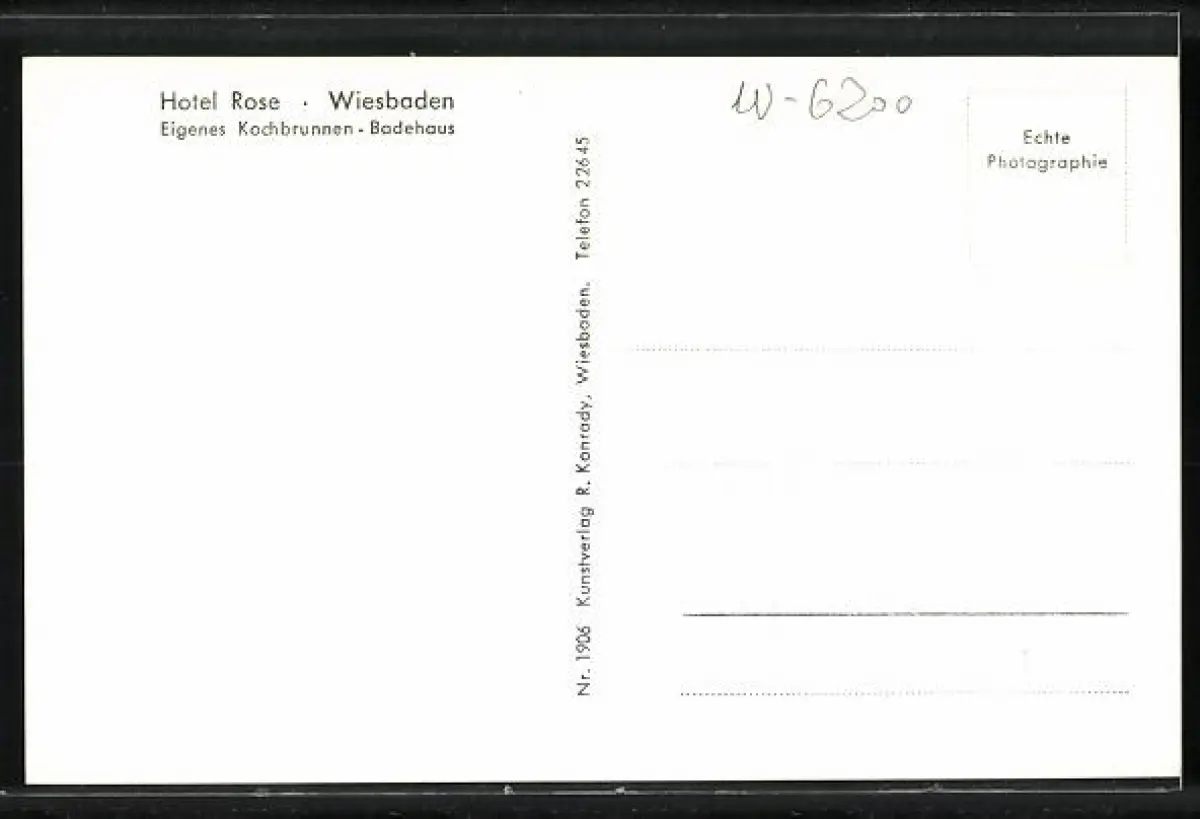 Hotel Rose · Wiesbaden
Eigenes Kochbrunnen - Badehaus
Nr. 1906 Kunstverlag R. Konrady, Wiesbaden. Telefon 22645
W-6200
Echte
Photographie